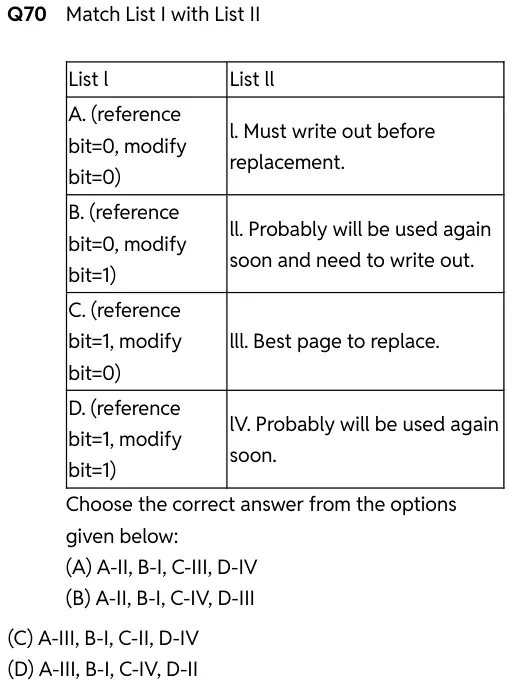 Q70 Match List I with List II
List l
List ll
A. (reference
bit=0, modify
bit=0)
l. Must write out before
replacement.
B. (reference
bit=0, modify
bit=1)
ll. Probably will be used again
soon and need to write out.
C. (reference
bit=1, modify
bit=0)
lll. Best page to replace.
D. (reference
bit=1, modify
bit=1)
lV. Probably will be used again
soon.
Choose the correct answer from the options
given below:
(A) A-II, B-I, C-III, D-IV
(B) A-II, B-I, C-IV, D-III
(C) A-III, B-I, C-II, D-IV
(D) A-III, B-I, C-IV, D-II